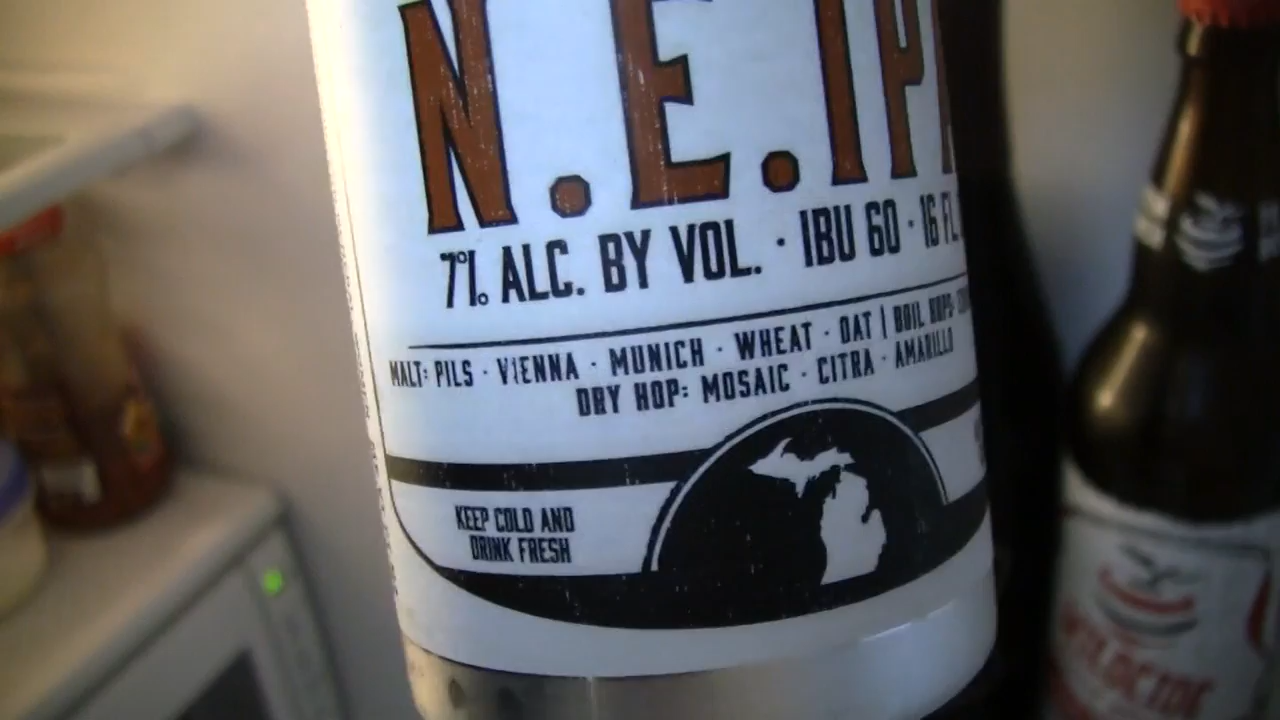 N.E.IP
7% ALC. BY VOL. · IBU 60 · 16 FL
MALT: PILS · VIENNA · MUNICH · WHEAT · OAT | BOIL HOPS:
DRY HOP: MOSAIC · CITRA · AMARILLO
KEEP COLD AND
DRINK FRESH